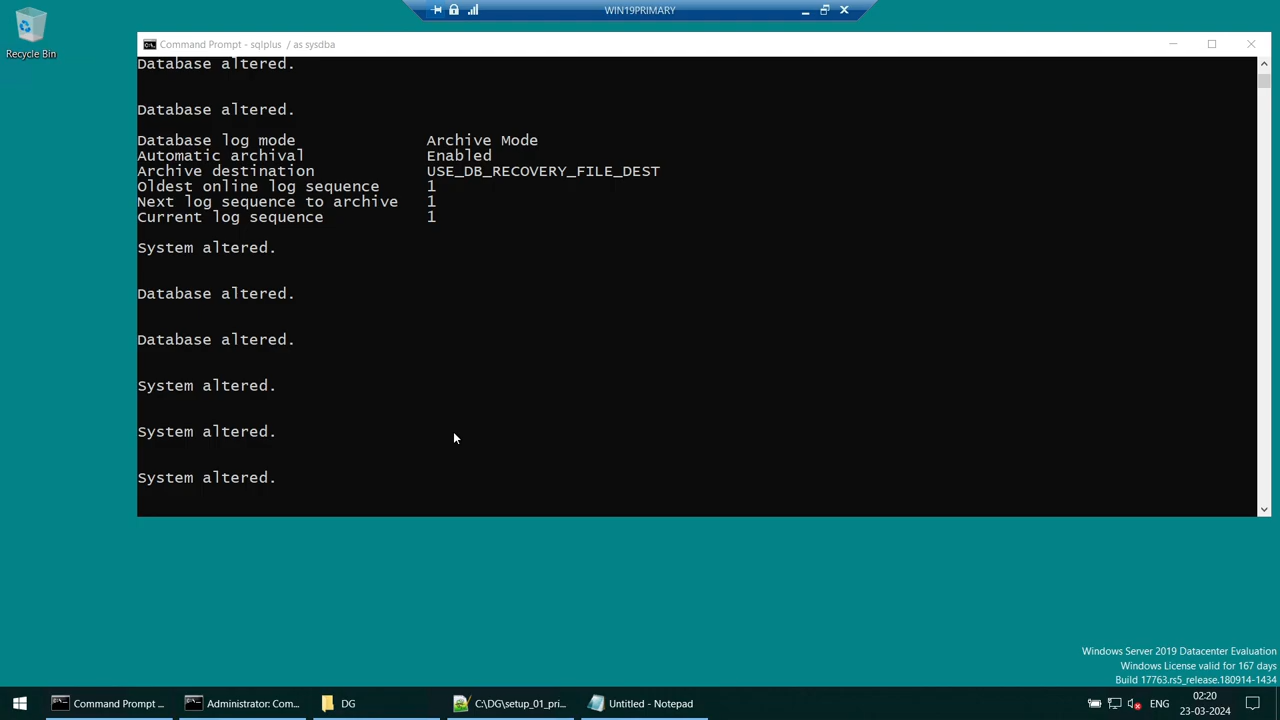 WIN19PRIMARY
Recycle Bin
Command Prompt - sqlplus / as sysdba
Database altered.
Database altered.
Database log mode Archive Mode
Automatic archival Enabled
Archive destination USE_DB_RECOVERY_FILE_DEST
Oldest online log sequence 1
Next log sequence to archive 1
Current log sequence 1
System altered.
Database altered.
Database altered.
System altered.
System altered.
System altered.
Windows Server 2019 Datacenter Evaluation
Windows License valid for 167 days
Build 17763.rs5_release.180914-1434
Command Prompt ...
Administrator: Com...
DG
C:\DG\setup_01_pri...
Untitled - Notepad
ENG
02:20
23-03-2024